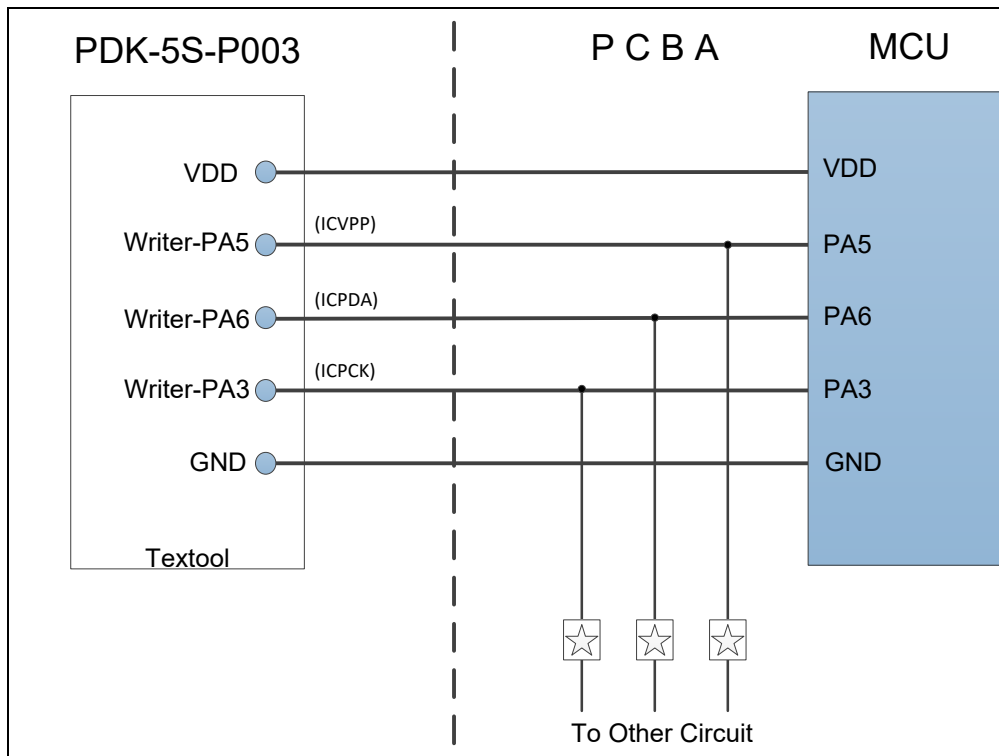 PDK-5S-P003
P C B A
MCU
VDD
VDD
Writer-PA5
(ICVPP)
PA5
Writer-PA6
(ICPDA)
PA6
Writer-PA3
(ICPCK)
PA3
GND
GND
Textool
To Other Circuit